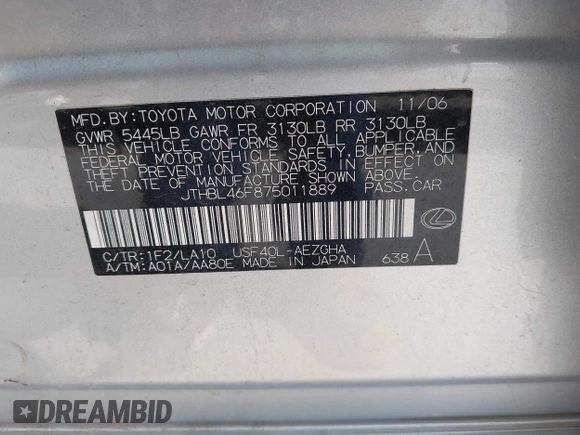 MFD.BY:TOYOTA MOTOR CORPORATION 11/06
GVWR 5445LB GAWR FR 3130LB RR 3130LB
THIS VEHICLE CONFORMS TO ALL APPLICABLE
FEDERAL MOTOR VEHICLE SAFETY,BUMPER,AND
THEFT PREVENTION STANDARDS IN EFFECT ON
THE DATE OF MANUFACTURE SHOWN ABOVE.
JTHBL46F875011889 PASS.CAR
C/TR:1F2/LA10 USF40L-AEZGHA
A/TM:A01A/AA80E MADE IN JAPAN 638 A
DREAMBID